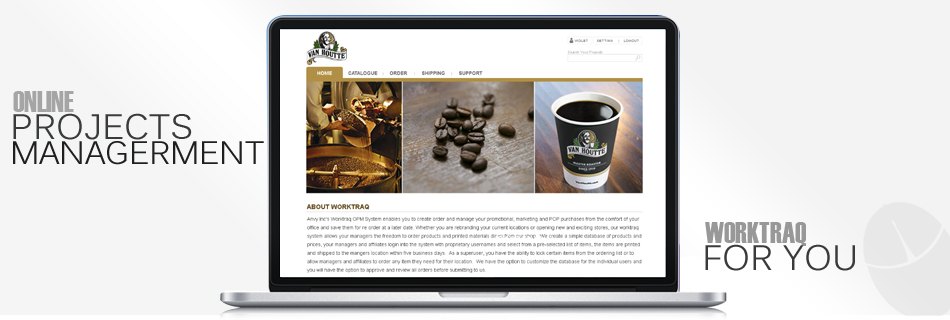 ONLINE
PROJECTS
MANAGERMENT
VAN HOUTTE
LOGOUT
HOME
CATALOGUE
ORDER
SHIPPING
SUPPORT
VAN HOUTTE
ABOUT WORKTRAQ
Anvy Inc's Worktraq OPM System enables you to create order and manage your promotional, marketing and POP purchases from the comfort of your
office and save them for re order at a later date. Whether you are rebranding your current locations or opening new and existing stores, our worktraq
system allows your managers the freedom to order products and printed materials direct from our shop. We create a simple database of products and
prices, your managers and affiliates login into the system with proprietary usernames and select from a pre-selected list of items, the items are printed
and shipped to the mangers location within five business days. As a superuser, you have the ability to lock certain items from the ordering list or to
allow managers and affiliates to order any item they need for their location. We have the option to customize the database for the individual users and
you will have the option to approve and review all orders before submitting to us.
WORKTRAQ
FOR YOU